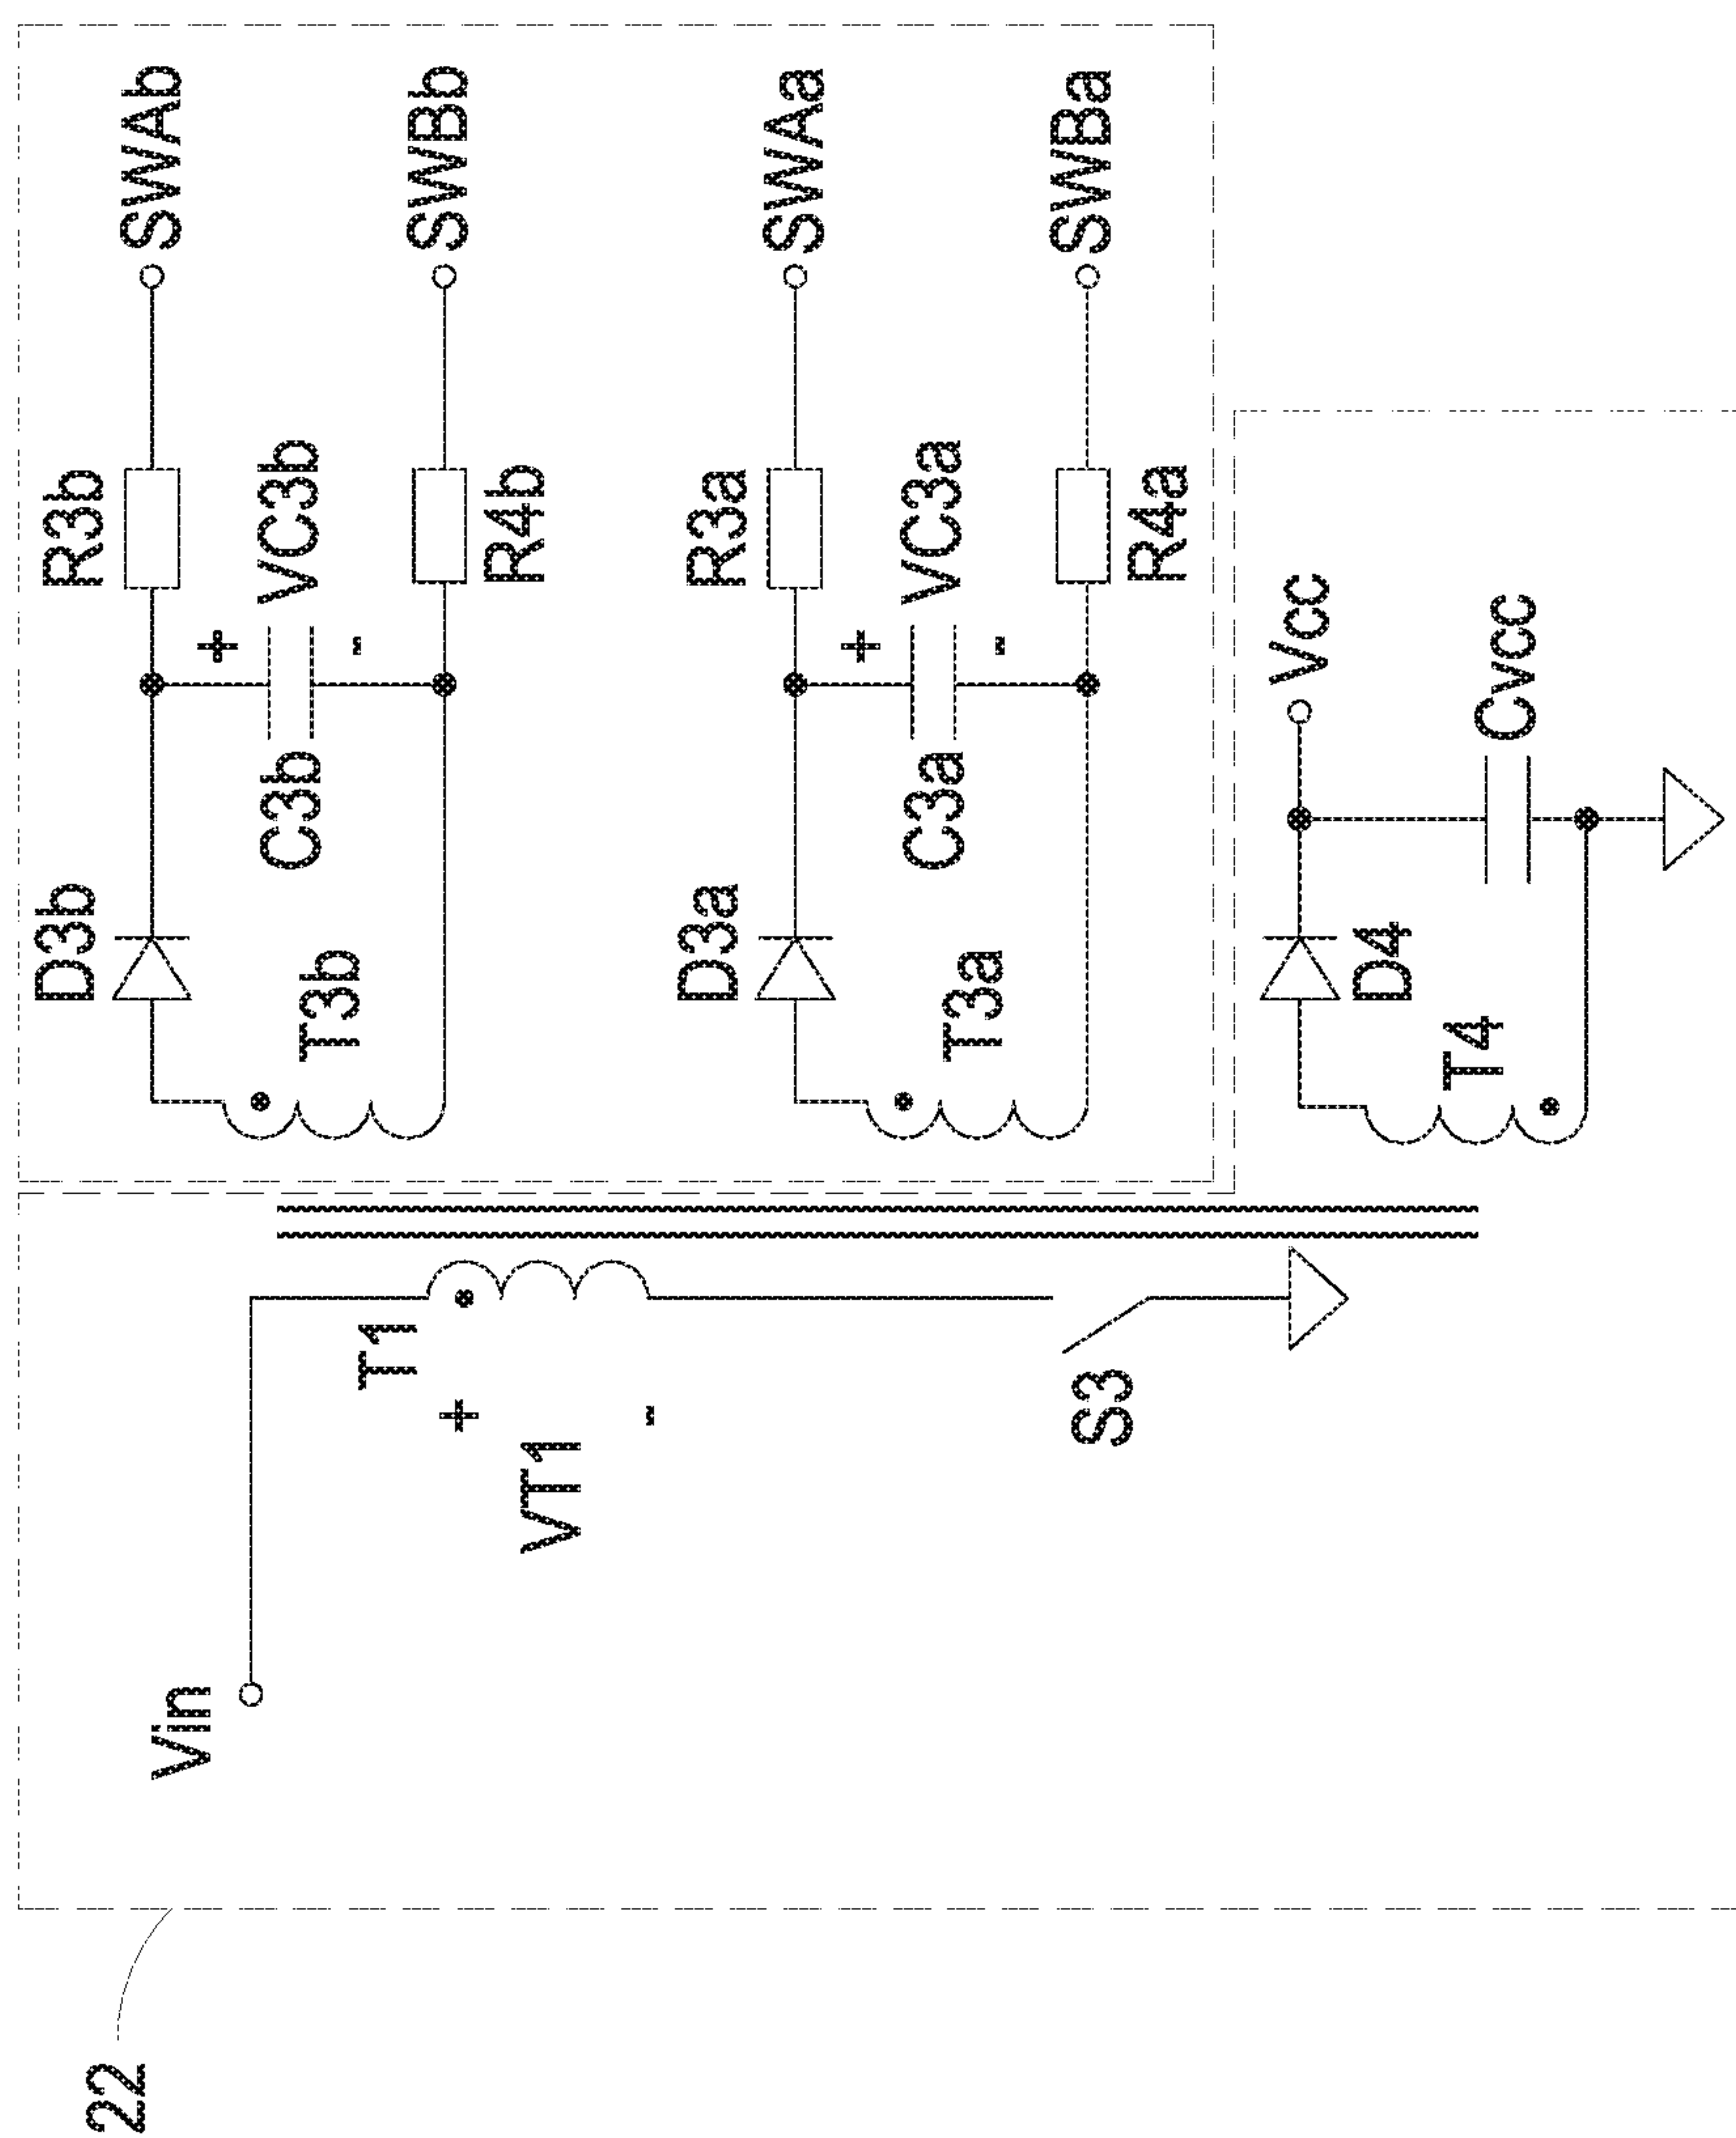 22
Vin
T1
+
VT1
-
S3
D3b
R3b
SWAb
T3b
C3b
+
VC3b
-
R4b
SWBb
D3a
R3a
SWAa
T3a
C3a
+
VC3a
-
R4a
SWBa
Vcc
D4
T4
Cvcc